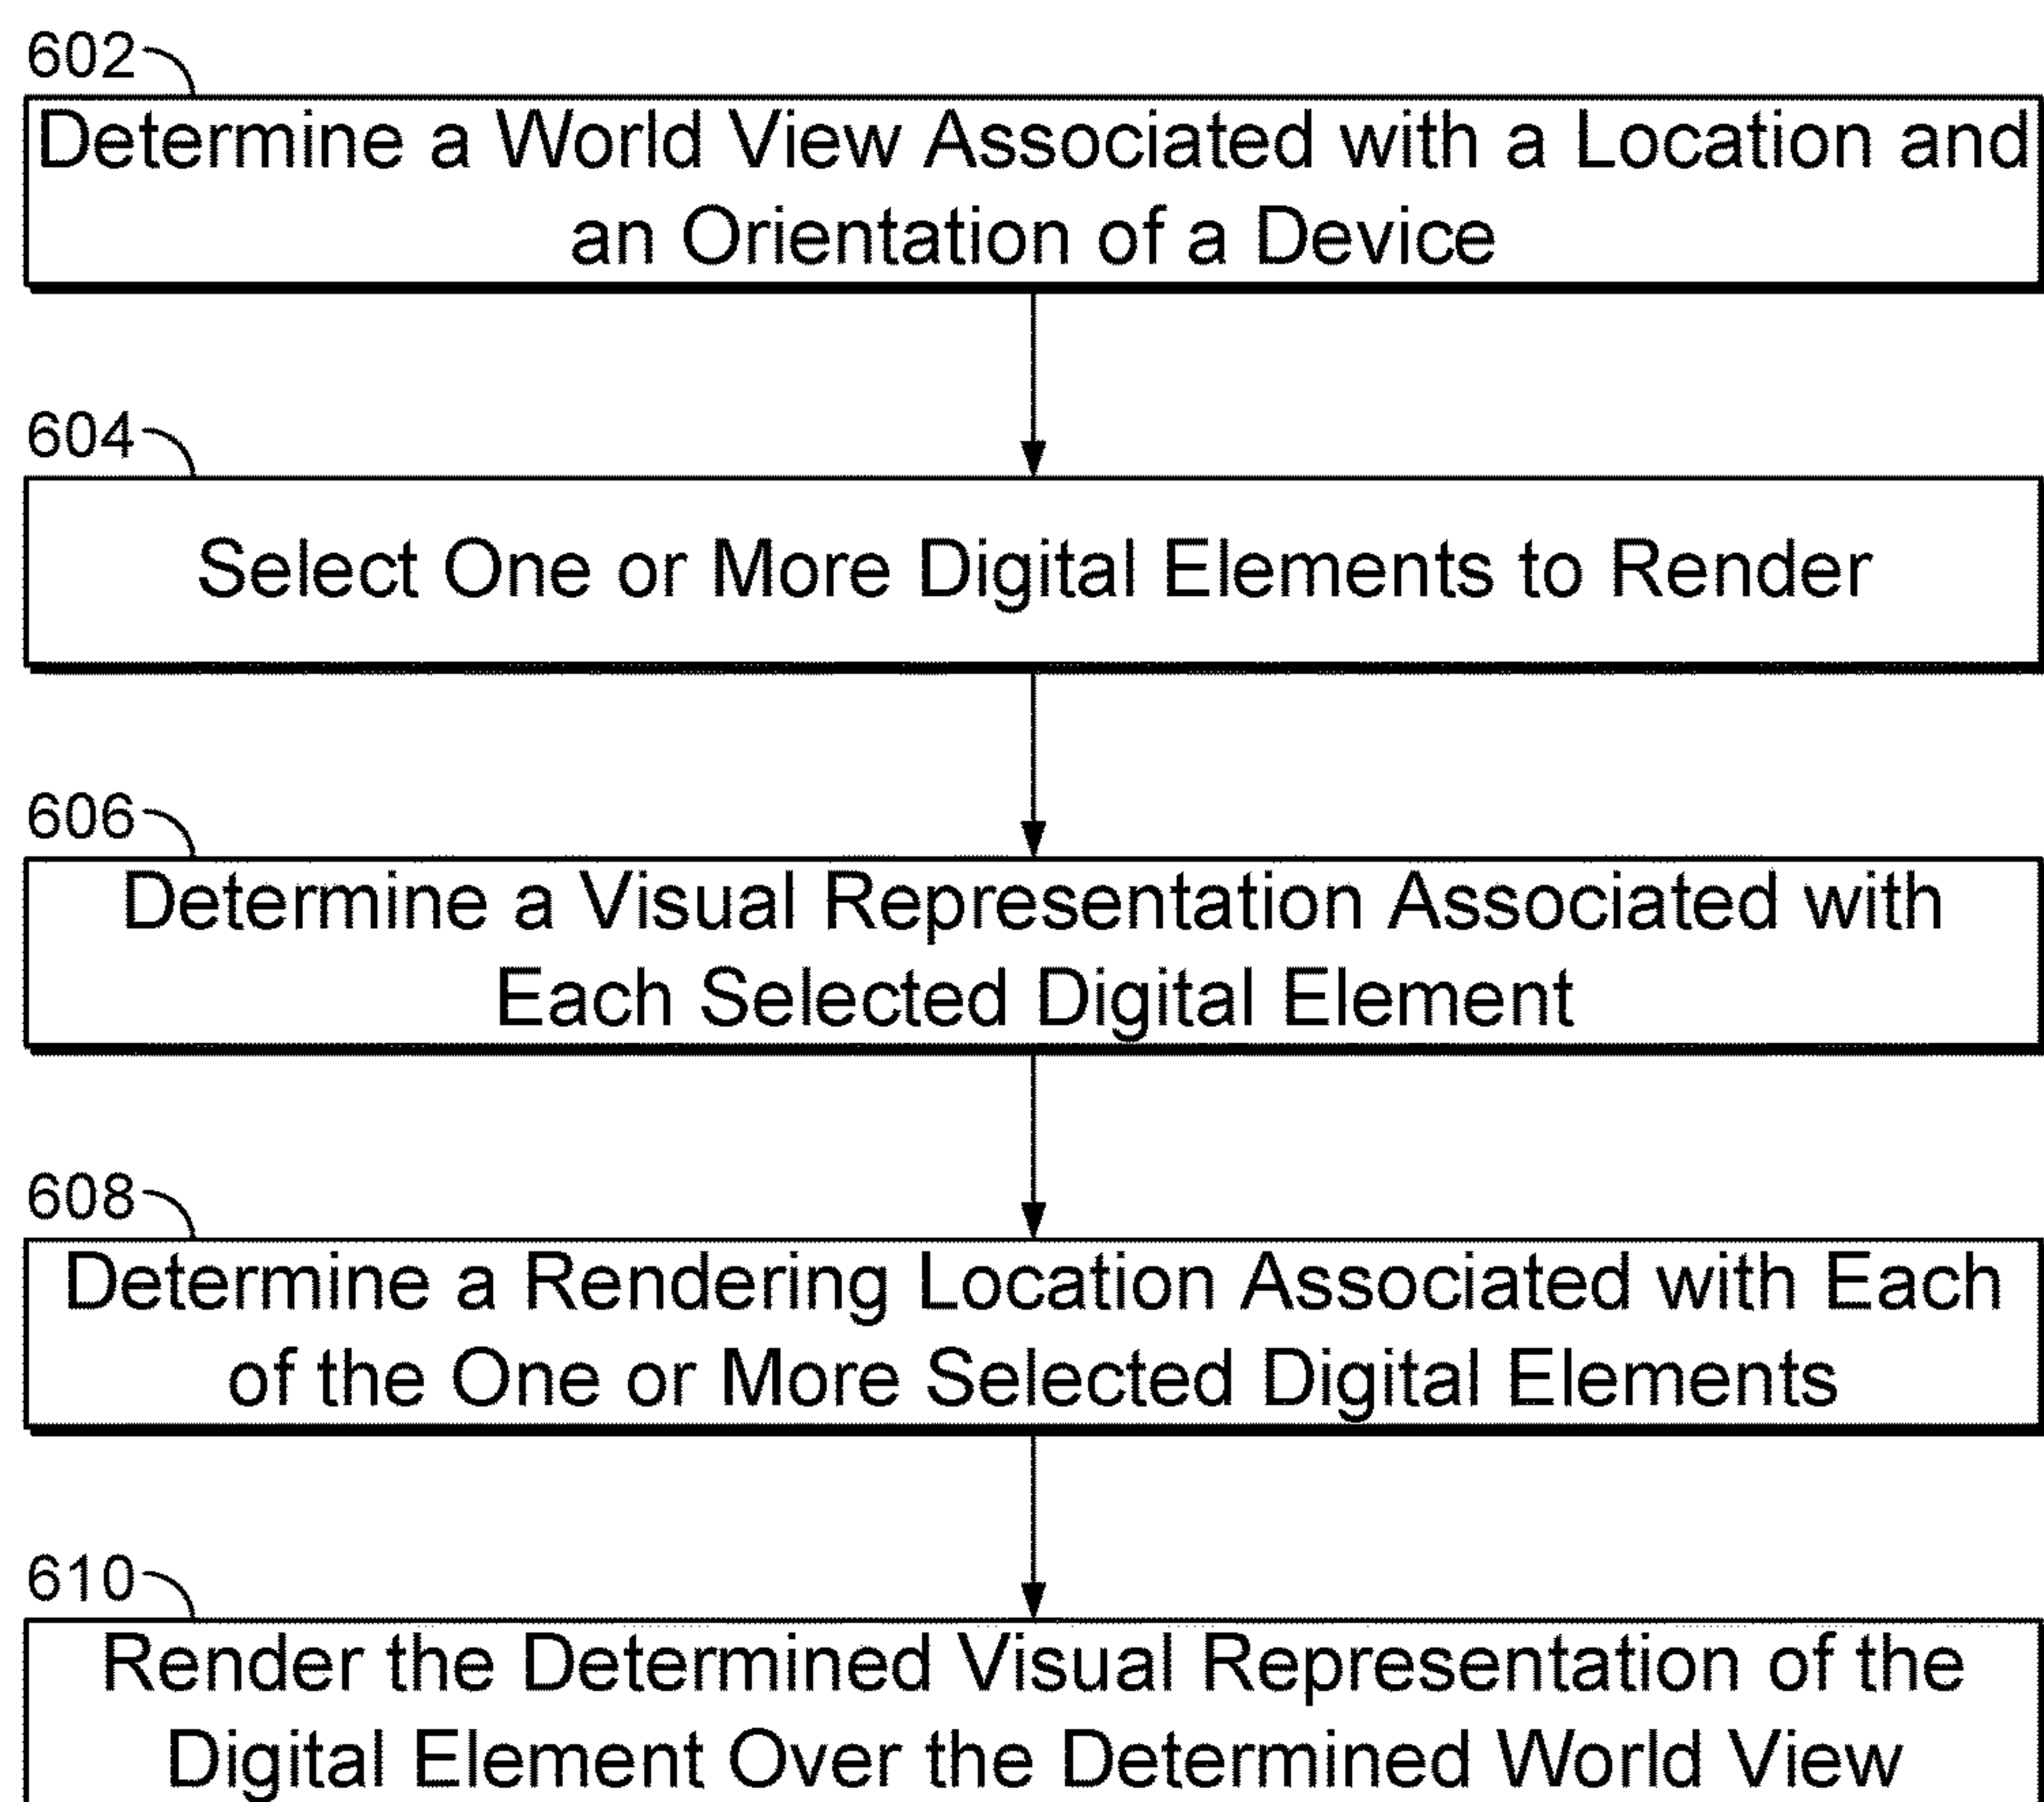 602
Determine a World View Associated with a Location and
an Orientation of a Device
604
Select One or More Digital Elements to Render
606
Determine a Visual Representation Associated with
Each Selected Digital Element
608
Determine a Rendering Location Associated with Each
of the One or More Selected Digital Elements
610
Render the Determined Visual Representation of the
Digital Element Over the Determined World View